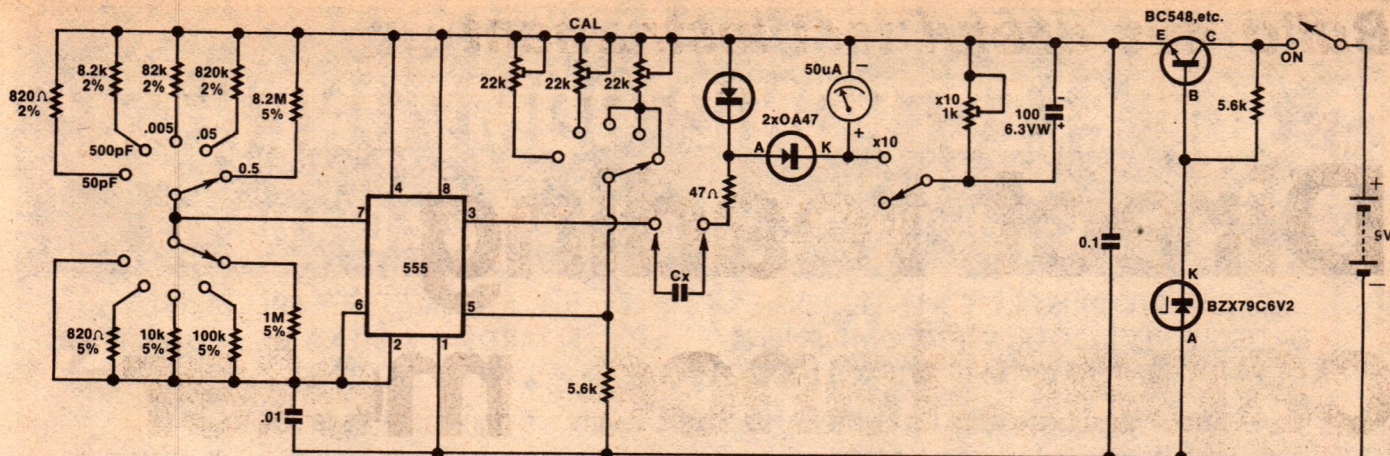 CAL
BC548,etc.
E
C
B
ON
8.2k
2%
82k
2%
820k
2%
820Ω
2%
8.2M
5%
500pF
.005
.05
50pF
0.5
22k
22k
22k
50uA
−
+
2xOA47
A
K
x10
x10
1k
100
6.3VW
−
+
5.6k
4
8
7
3
555
6
5
2
1
47Ω
Cx
0.1
K
BZX79C6V2
A
+
9V
−
820Ω
5%
10k
5%
100k
5%
1M
5%
.01
5.6k